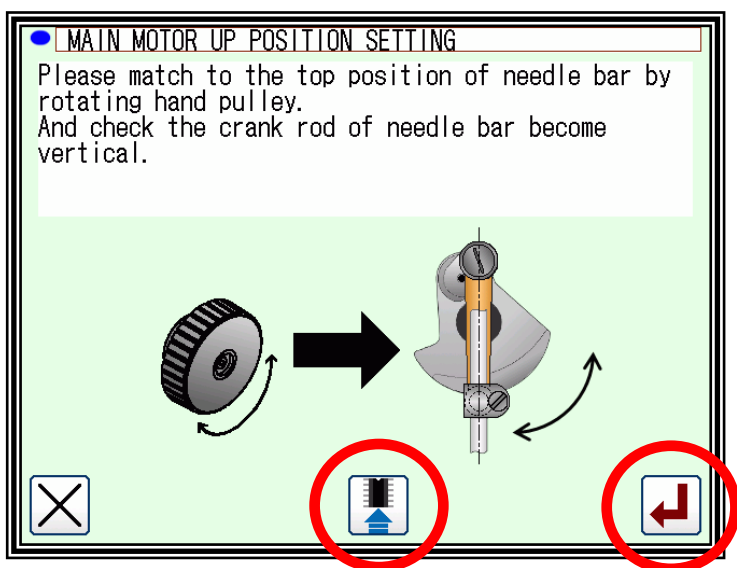 MAIN MOTOR UP POSITION SETTING
Please match to the top position of needle bar by
rotating hand pulley.
And check the crank rod of needle bar become
vertical.